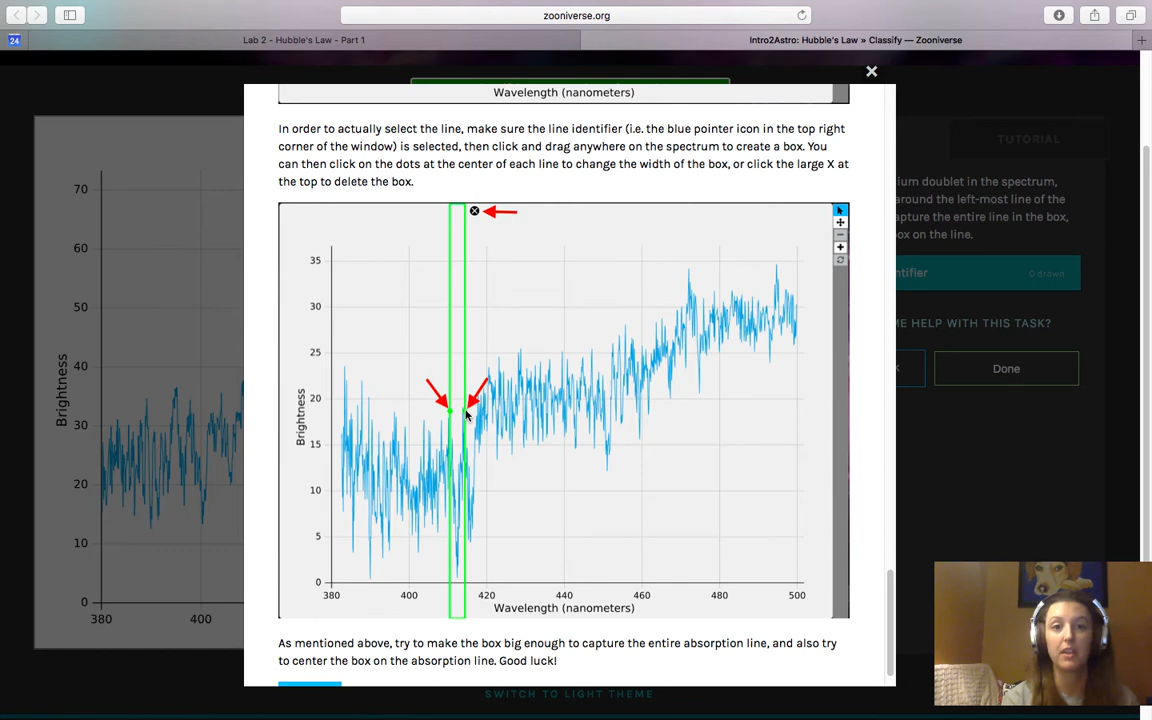 zooniverse.org
24
Lab 2 - Hubble's Law - Part 1
Intro2Astro: Hubble's Law » Classify — Zooniverse
Wavelength (nanometers)
In order to actually select the line, make sure the line identifier (i.e. the blue pointer icon in the top right
corner of the window) is selected, then click and drag anywhere on the spectrum to create a box. You
can then click on the dots at the center of each line to change the width of the box, or click the large X at
the top to delete the box.
35
30
25
20
15
10
5
0
Brightness
380
400
420
440
460
480
500
Wavelength (nanometers)
As mentioned above, try to make the box big enough to capture the entire absorption line, and also try
to center the box on the absorption line. Good luck!
70
60
50
40
30
20
10
0
Brightness
380
400
TUTORIAL
ium doublet in the spectrum,
around the left-most line of the
capture the entire line in the box,
box on the line.
entifier
0 drawn
ME HELP WITH THIS TASK?
K
Done
SWITCH TO LIGHT THEME